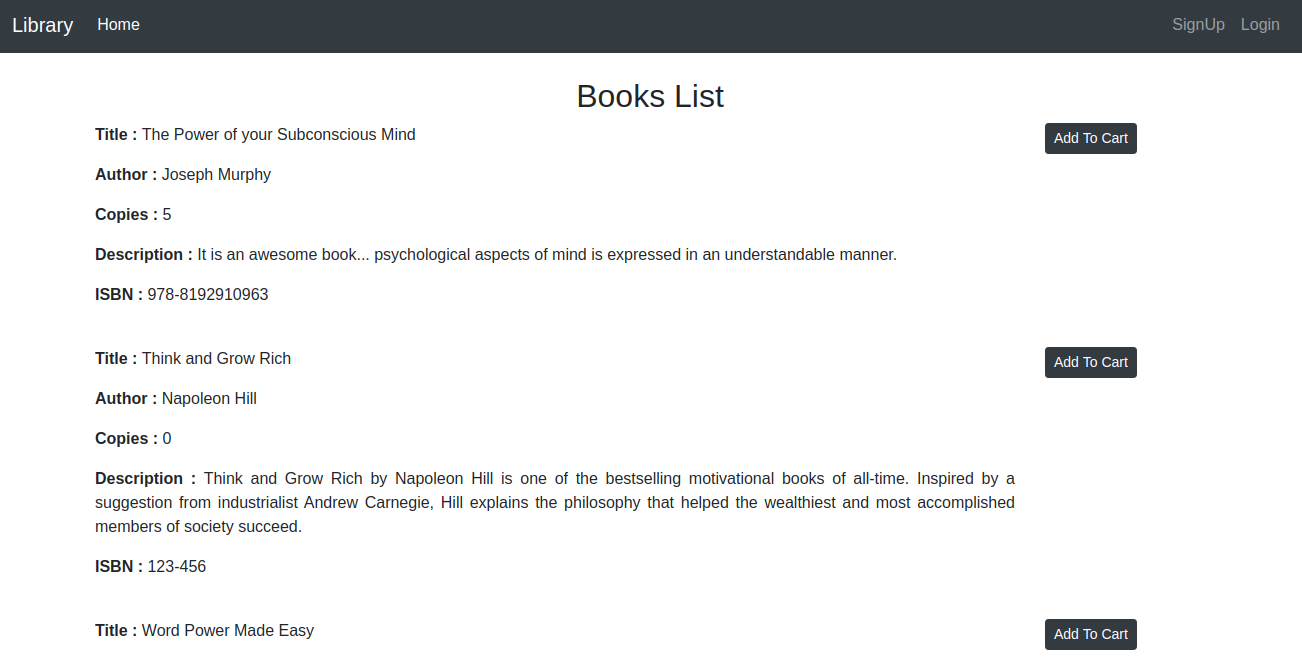 Library Home SignUp Login
Books List
Title : The Power of your Subconscious Mind
Add To Cart
Author : Joseph Murphy
Copies : 5
Description : It is an awesome book... psychological aspects of mind is expressed in an understandable manner.
ISBN : 978-8192910963
Title : Think and Grow Rich
Add To Cart
Author : Napoleon Hill
Copies : 0
Description : Think and Grow Rich by Napoleon Hill is one of the bestselling motivational books of all-time. Inspired by a
suggestion from industrialist Andrew Carnegie, Hill explains the philosophy that helped the wealthiest and most accomplished
members of society succeed.
ISBN : 123-456
Title : Word Power Made Easy
Add To Cart